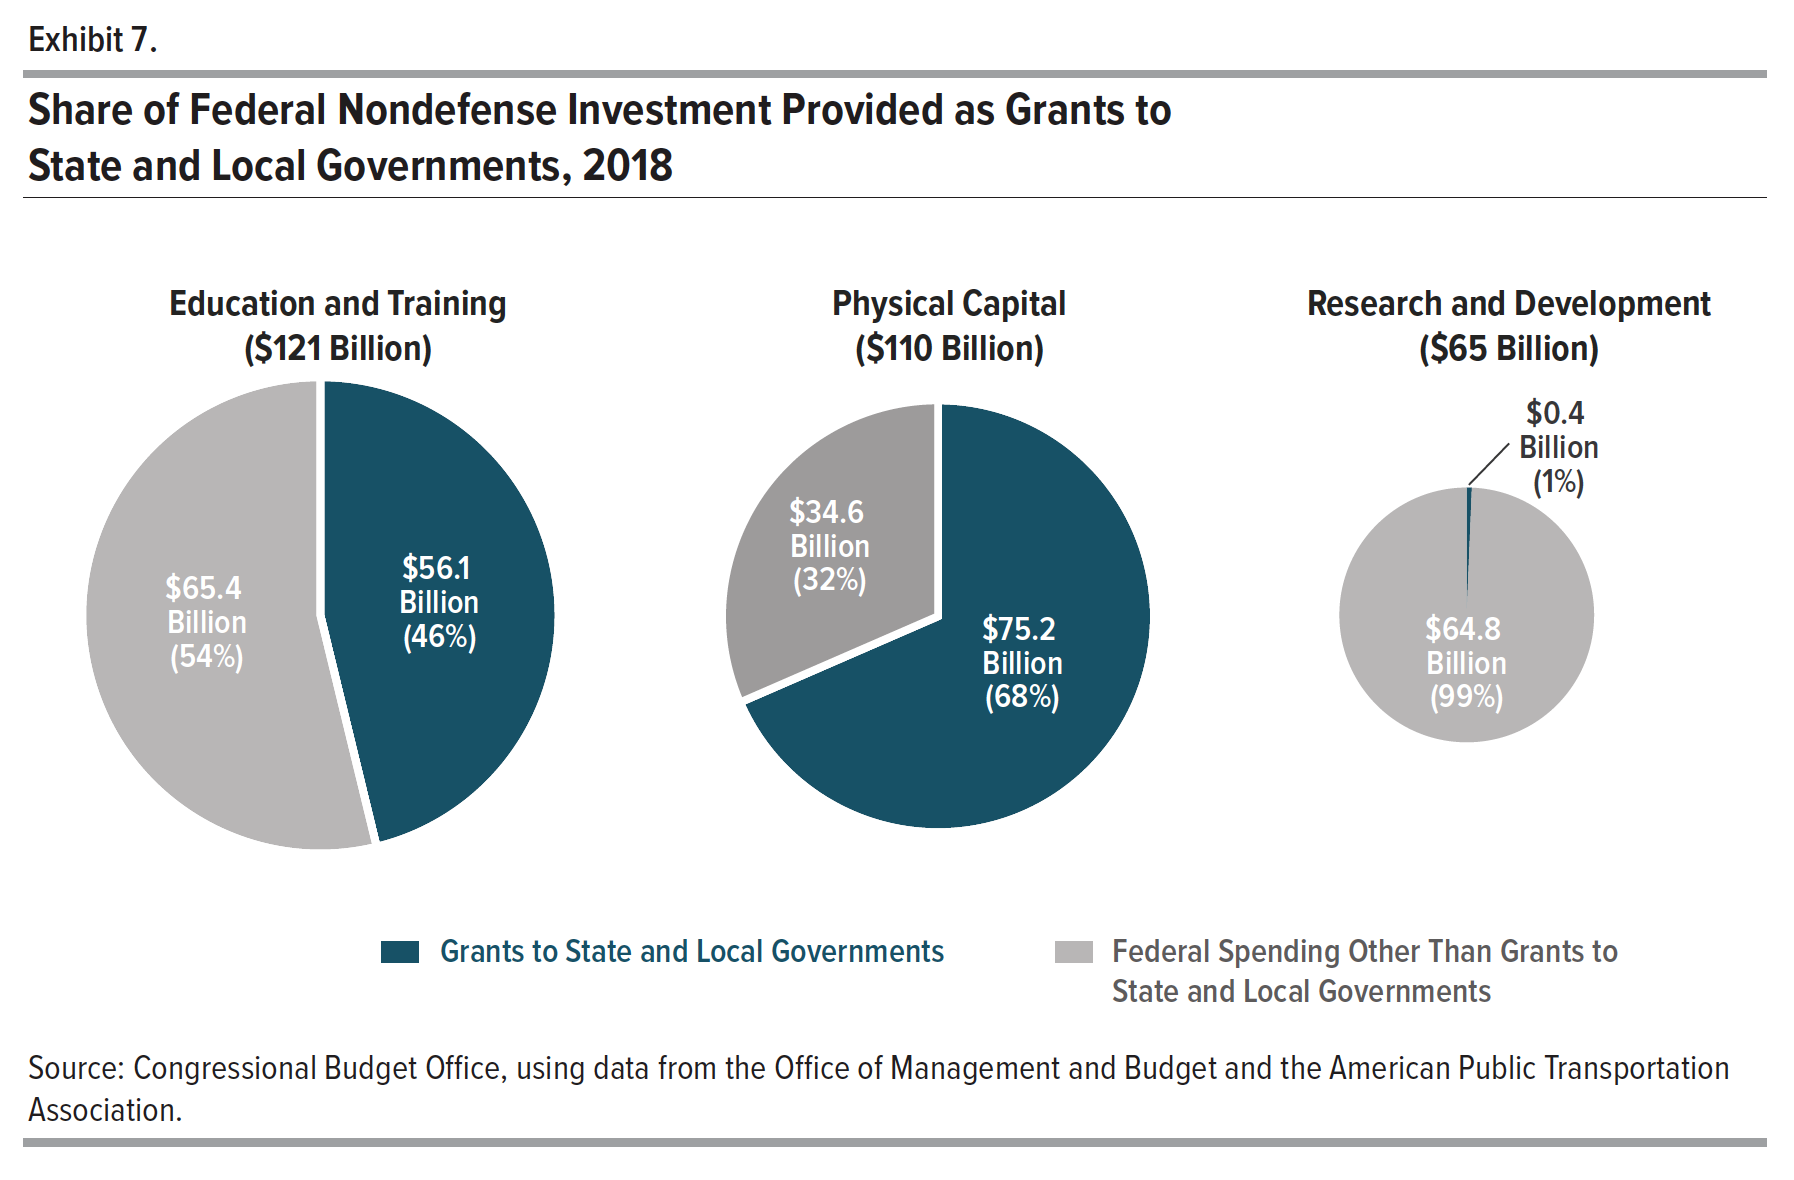 Exhibit 7.
Share of Federal Nondefense Investment Provided as Grants to
State and Local Governments, 2018
Education and Training
($121 Billion)
$65.4
Billion
(54%)
$56.1
Billion
(46%)
Physical Capital
($110 Billion)
$34.6
Billion
(32%)
$75.2
Billion
(68%)
Research and Development
($65 Billion)
$0.4
Billion
(1%)
$64.8
Billion
(99%)
Grants to State and Local Governments
Federal Spending Other Than Grants to
State and Local Governments
Source: Congressional Budget Office, using data from the Office of Management and Budget and the American Public Transportation
Association.